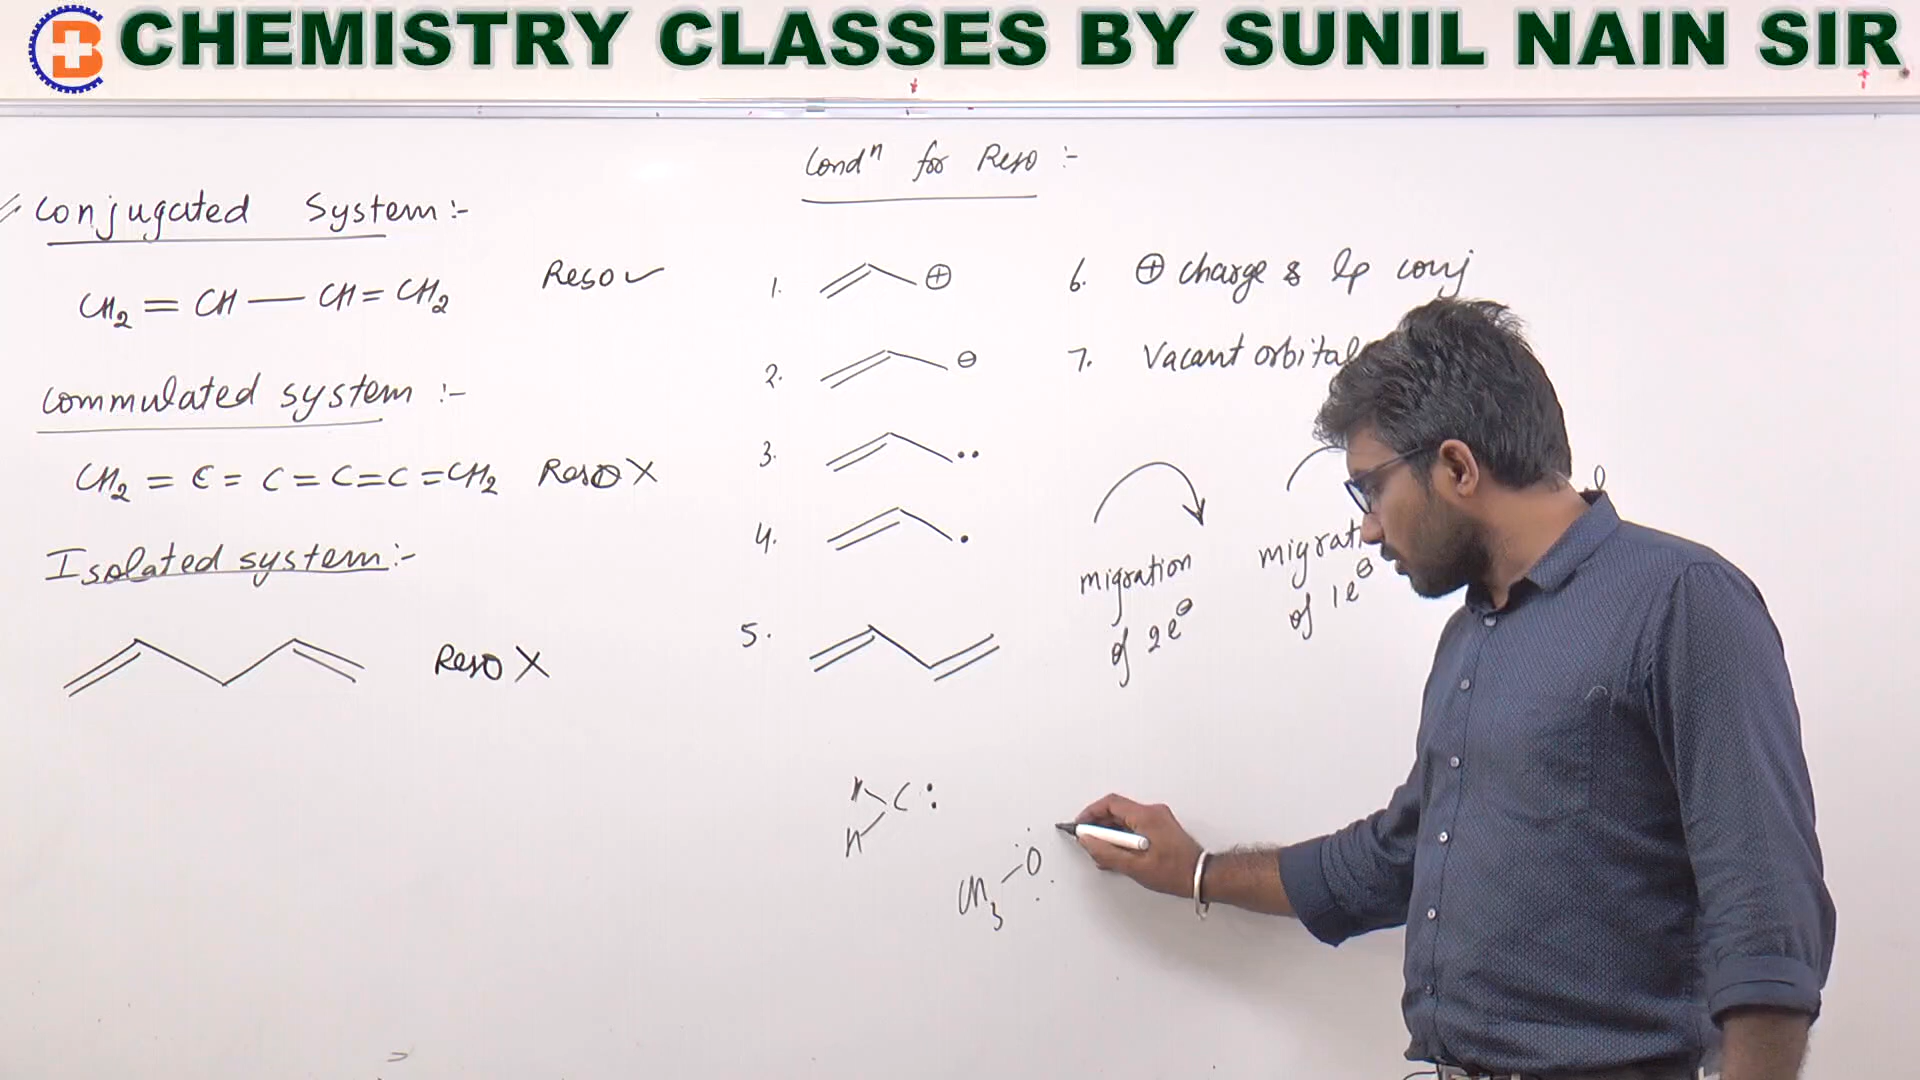 CHEMISTRY CLASSES BY SUNIL NAIN SIR
Condⁿ for Reso :-
Conjugated System:-
CH₂ = CH — CH = CH₂ Reso ✓
Commulated system :-
CH₂ = C = C = C = C = CH₂ Reso X
Isolated system:-
Reso X
1. ⊕
2. ⊖
3. ••
4. •
5.
6. ⊕ charge & lp conj
7. Vacant orbital
migration
of 2e⊖
of 1e⊖
H
C:
H
CH₃ - O